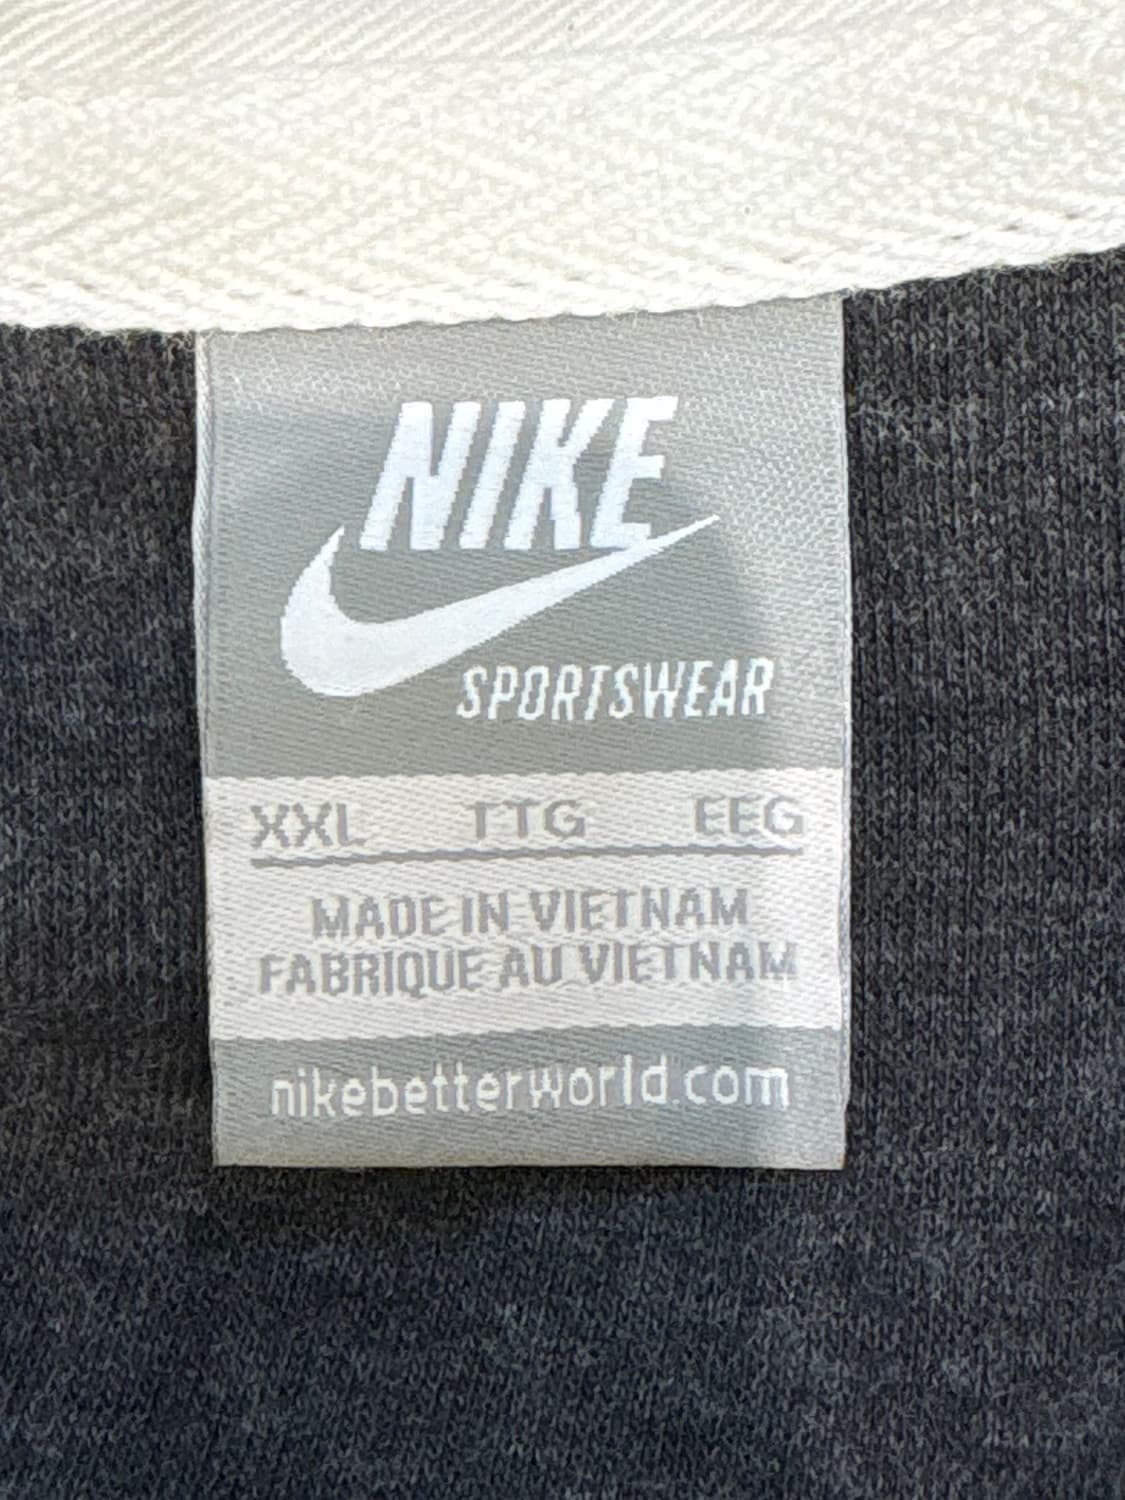 NIKE
SPORTSWEAR
XXL TTG EEG
MADE IN VIETNAM
FABRIQUE AU VIETNAM
nikebetterworld.com